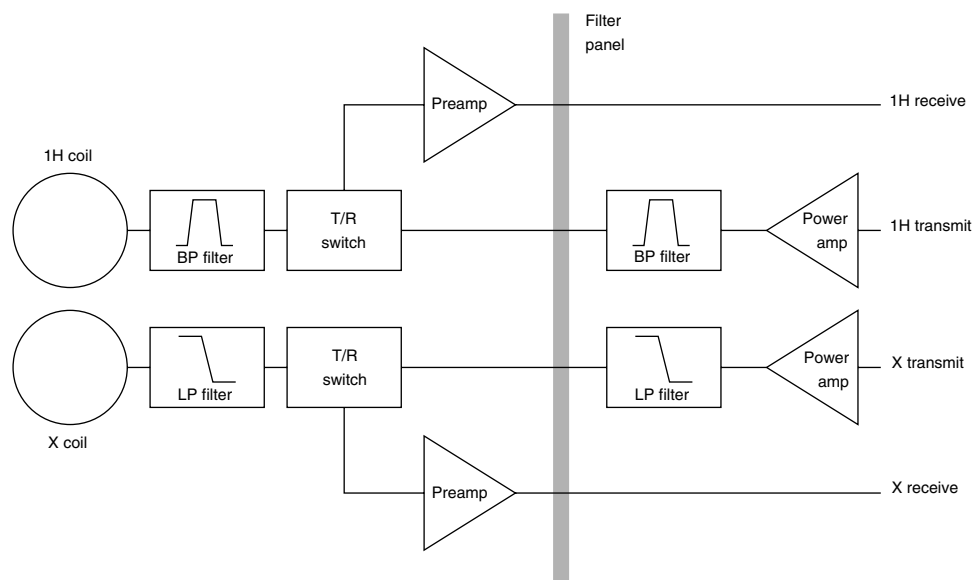 Filter
panel
Preamp
1H receive
1H coil
BP filter
T/R
switch
BP filter
Power
amp
1H transmit
LP filter
T/R
switch
LP filter
Power
amp
X transmit
X coil
Preamp
X receive